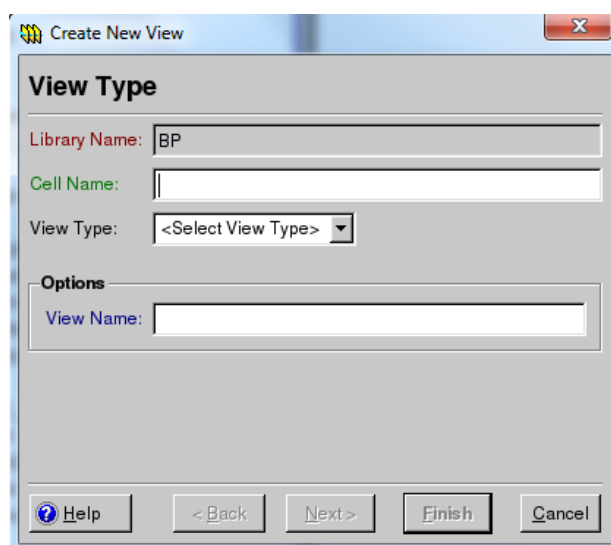 Create New View
View Type
Library Name: BP
Cell Name:
View Type: <Select View Type>
Options
View Name:
Help < Back Next > Finish Cancel